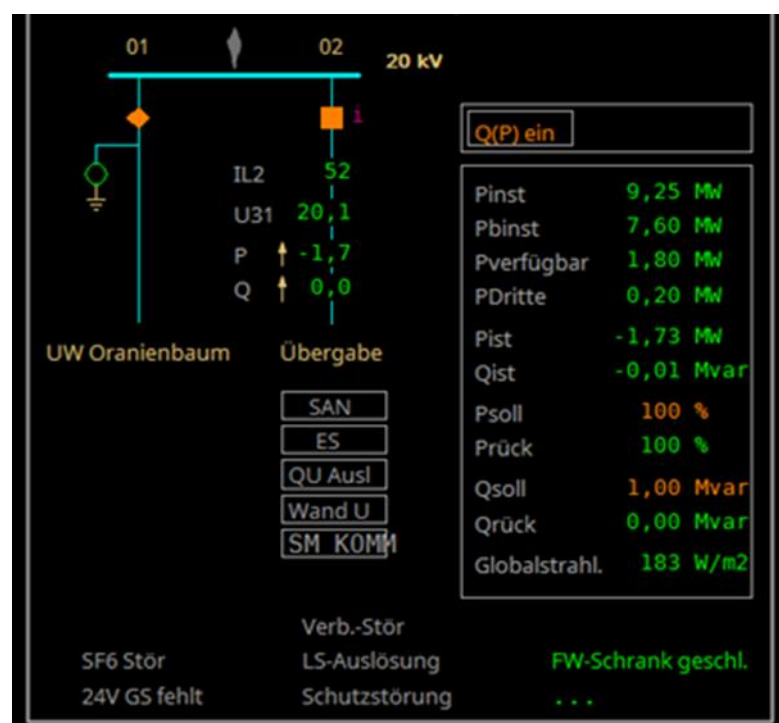 01 02 20 kV
i
Q(P) ein
IL2 52
U31 20,1
P -1,7
Q 0,0
UW Oranienbaum Übergabe
SAN
ES
QU Ausl
Wand U
SM KOMM
Pinst 9,25 MW
Pbinst 7,60 MW
Pverfügbar 1,80 MW
PDritte 0,20 MW
Pist -1,73 MW
Qist -0,01 Mvar
Psoll 100 %
Prück 100 %
Qsoll 1,00 Mvar
Qrück 0,00 Mvar
Globalstrahl. 183 W/m2
Verb.-Stör
SF6 Stör LS-Auslösung FW-Schrank geschl.
24V GS fehlt Schutzstörung ...